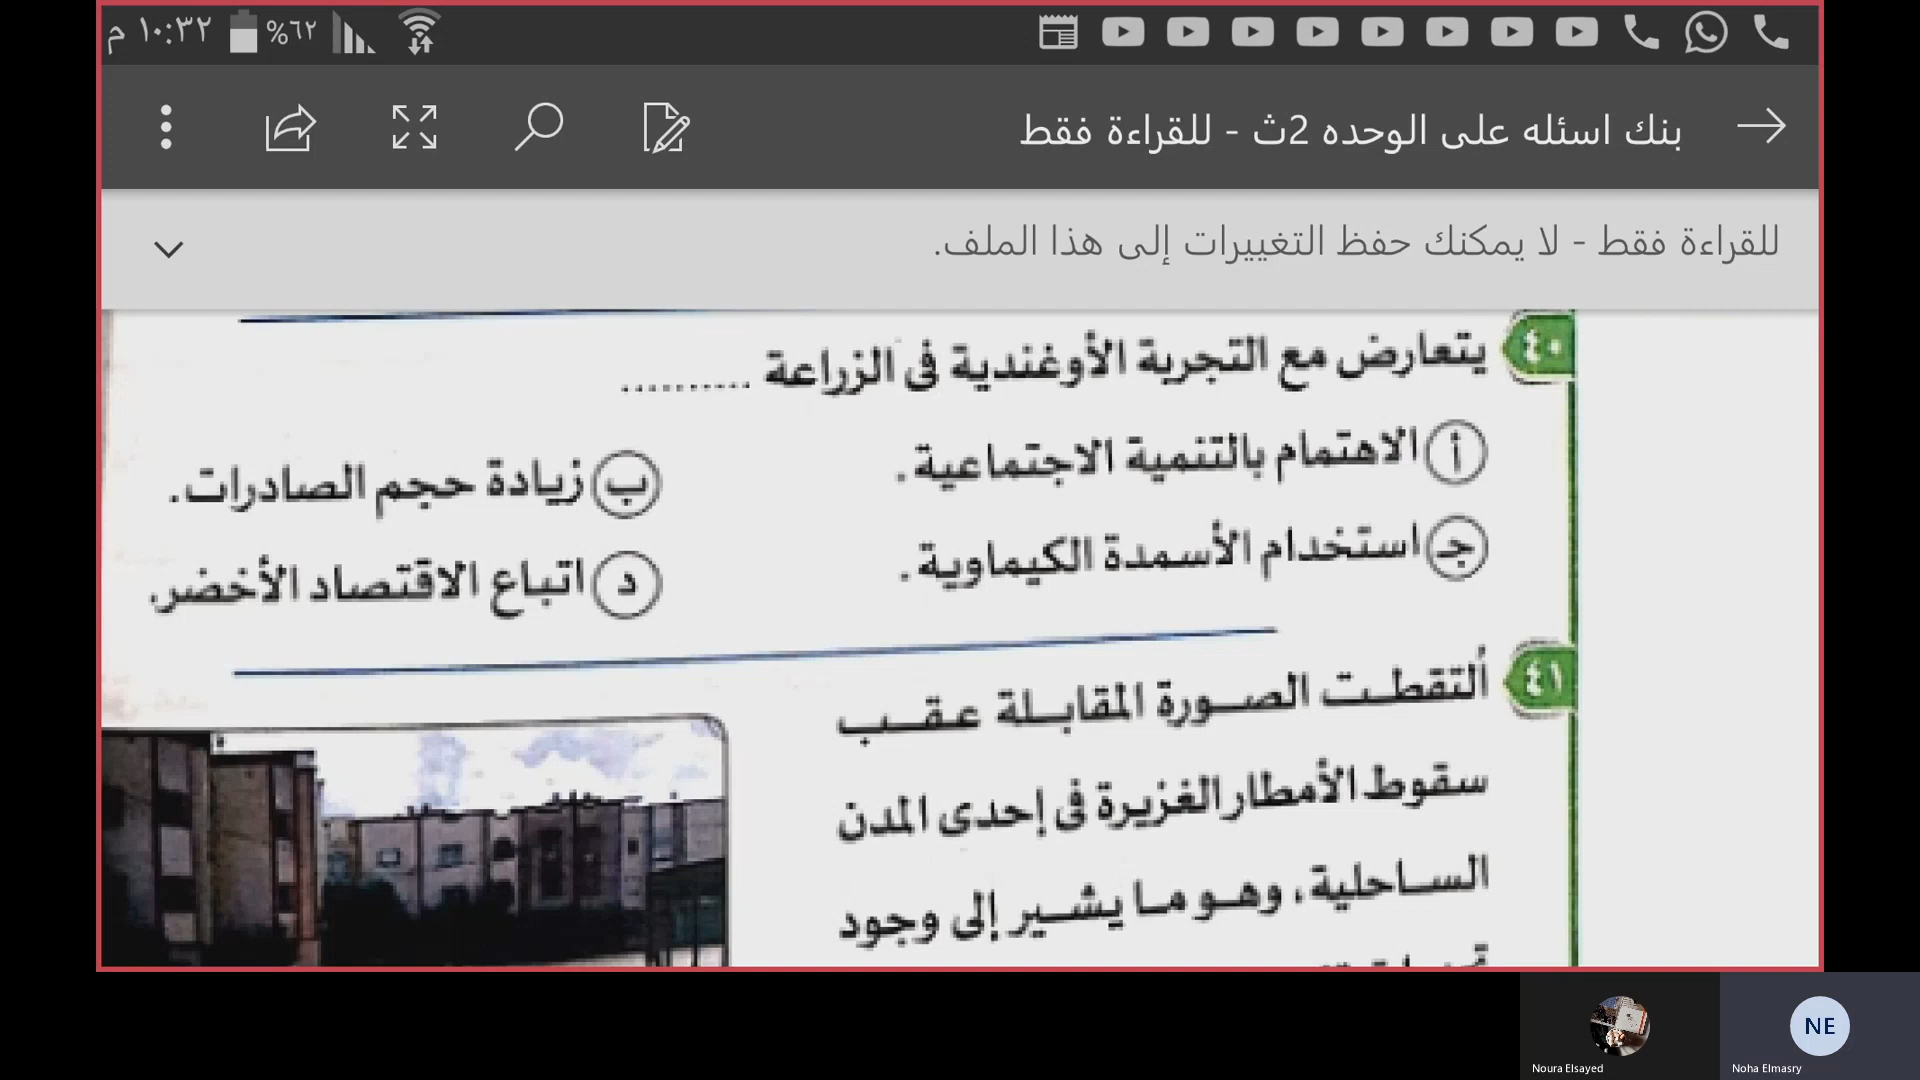 ١٠:٣٢ م
%٦٢
بنك اسئله على الوحده 2ث - للقراءة فقط
للقراءة فقط - لا يمكنك حفظ التغييرات إلى هذا الملف.
٤٠ يتعارض مع التجربة الأوغندية فى الزراعة ..........
أ الاهتمام بالتنمية الاجتماعية.
ب زيادة حجم الصادرات.
جـ استخدام الأسمدة الكيماوية.
د اتباع الاقتصاد الأخضر.
٤١ أُلتقطت الصورة المقابلة عقب
سقوط الأمطار الغزيرة فى إحدى المدن
الساحلية، وهو ما يشير إلى وجود
NE
Noura Elsayed
Noha Elmasry